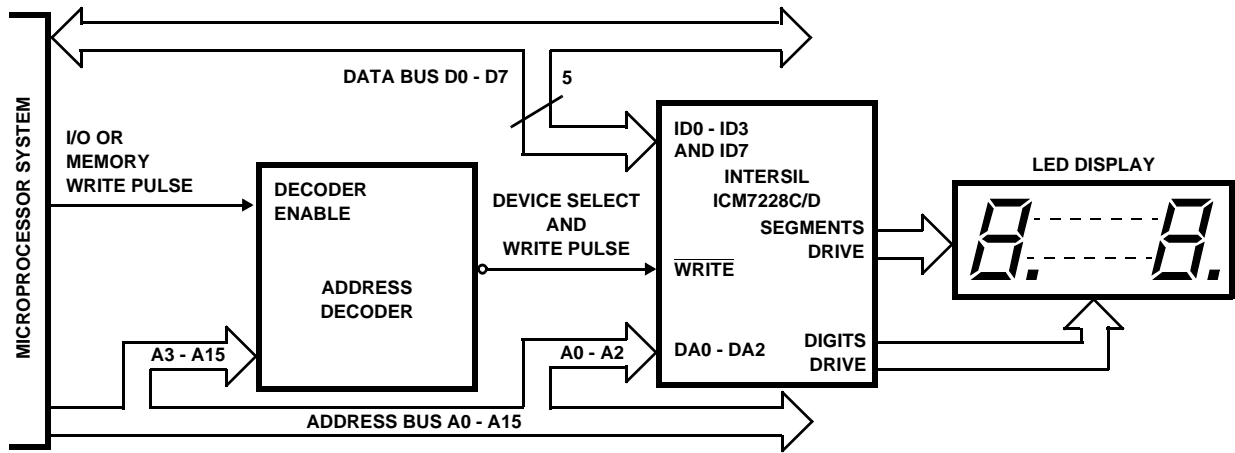 MICROPROCESSOR SYSTEM
DATA BUS D0 - D7
5
I/O OR
MEMORY
WRITE PULSE
DECODER
ENABLE
ADDRESS
DECODER
A3 - A15
DEVICE SELECT
AND
WRITE PULSE
A0 - A2
ADDRESS BUS A0 - A15
ID0 - ID3
AND ID7
INTERSIL
ICM7228C/D
SEGMENTS
DRIVE
WRITE
DA0 - DA2
DIGITS
DRIVE
LED DISPLAY
8. 8.